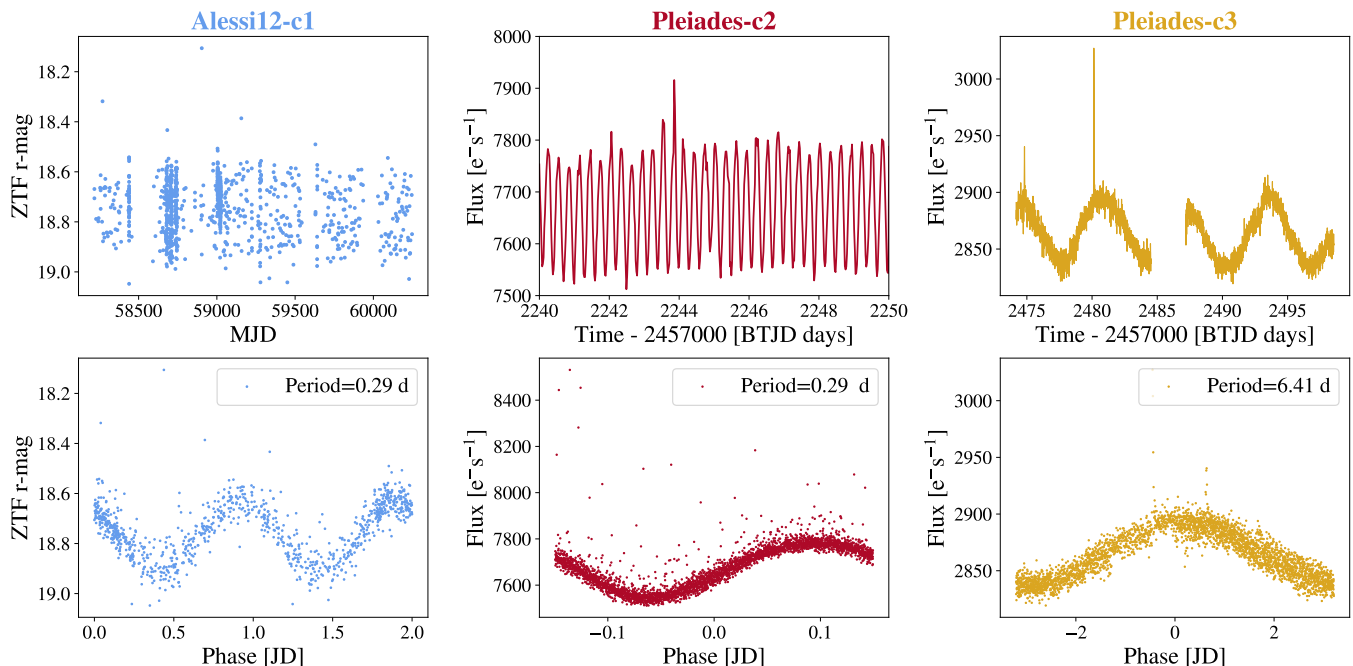 Alessi12-c1
ZTF r-mag
18.2
18.4
18.6
18.8
19.0
58500 59000 59500 60000
MJD
Pleiades-c2
Flux [e−s−1]
8000
7900
7800
7700
7600
7500
2240 2242 2244 2246 2248 2250
Time - 2457000 [BTJD days]
Pleiades-c3
Flux [e−s−1]
3000
2950
2900
2850
2475 2480 2485 2490 2495
Time - 2457000 [BTJD days]
Period=0.29 d
ZTF r-mag
18.2
18.4
18.6
18.8
19.0
0.0 0.5 1.0 1.5 2.0
Phase [JD]
Period=0.29 d
Flux [e−s−1]
8400
8200
8000
7800
7600
−0.1 0.0 0.1
Phase [JD]
Period=6.41 d
Flux [e−s−1]
3000
2950
2900
2850
−2 0 2
Phase [JD]